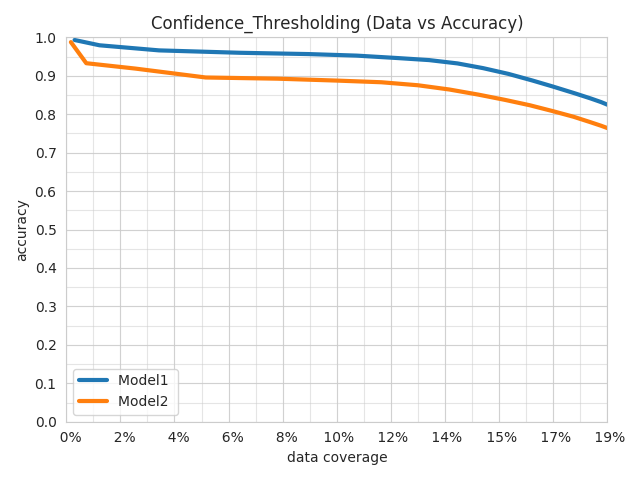 Confidence_Thresholding (Data vs Accuracy)
1.0
0.9
0.8
0.7
0.6
0.5
0.4
0.3
0.2
0.1
0.0
accuracy
Model1
Model2
0% 2% 4% 6% 8% 10% 12% 14% 15% 17% 19%
data coverage